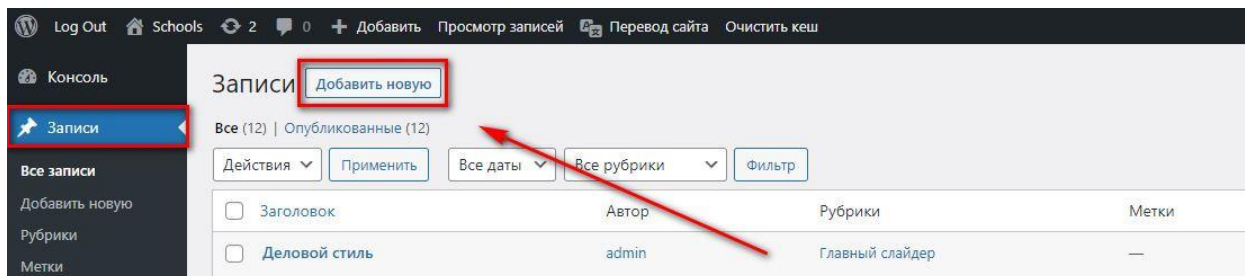 Log Out Schools 2 0 + Добавить Просмотр записей Перевод сайта Очистить кеш
Консоль
Записи
Все записи
Добавить новую
Рубрики
Метки
Записи Добавить новую
Все (12) | Опубликованные (12)
Действия Применить Все даты Все рубрики Фильтр
Заголовок Автор Рубрики Метки
Деловой стиль admin Главный слайдер —